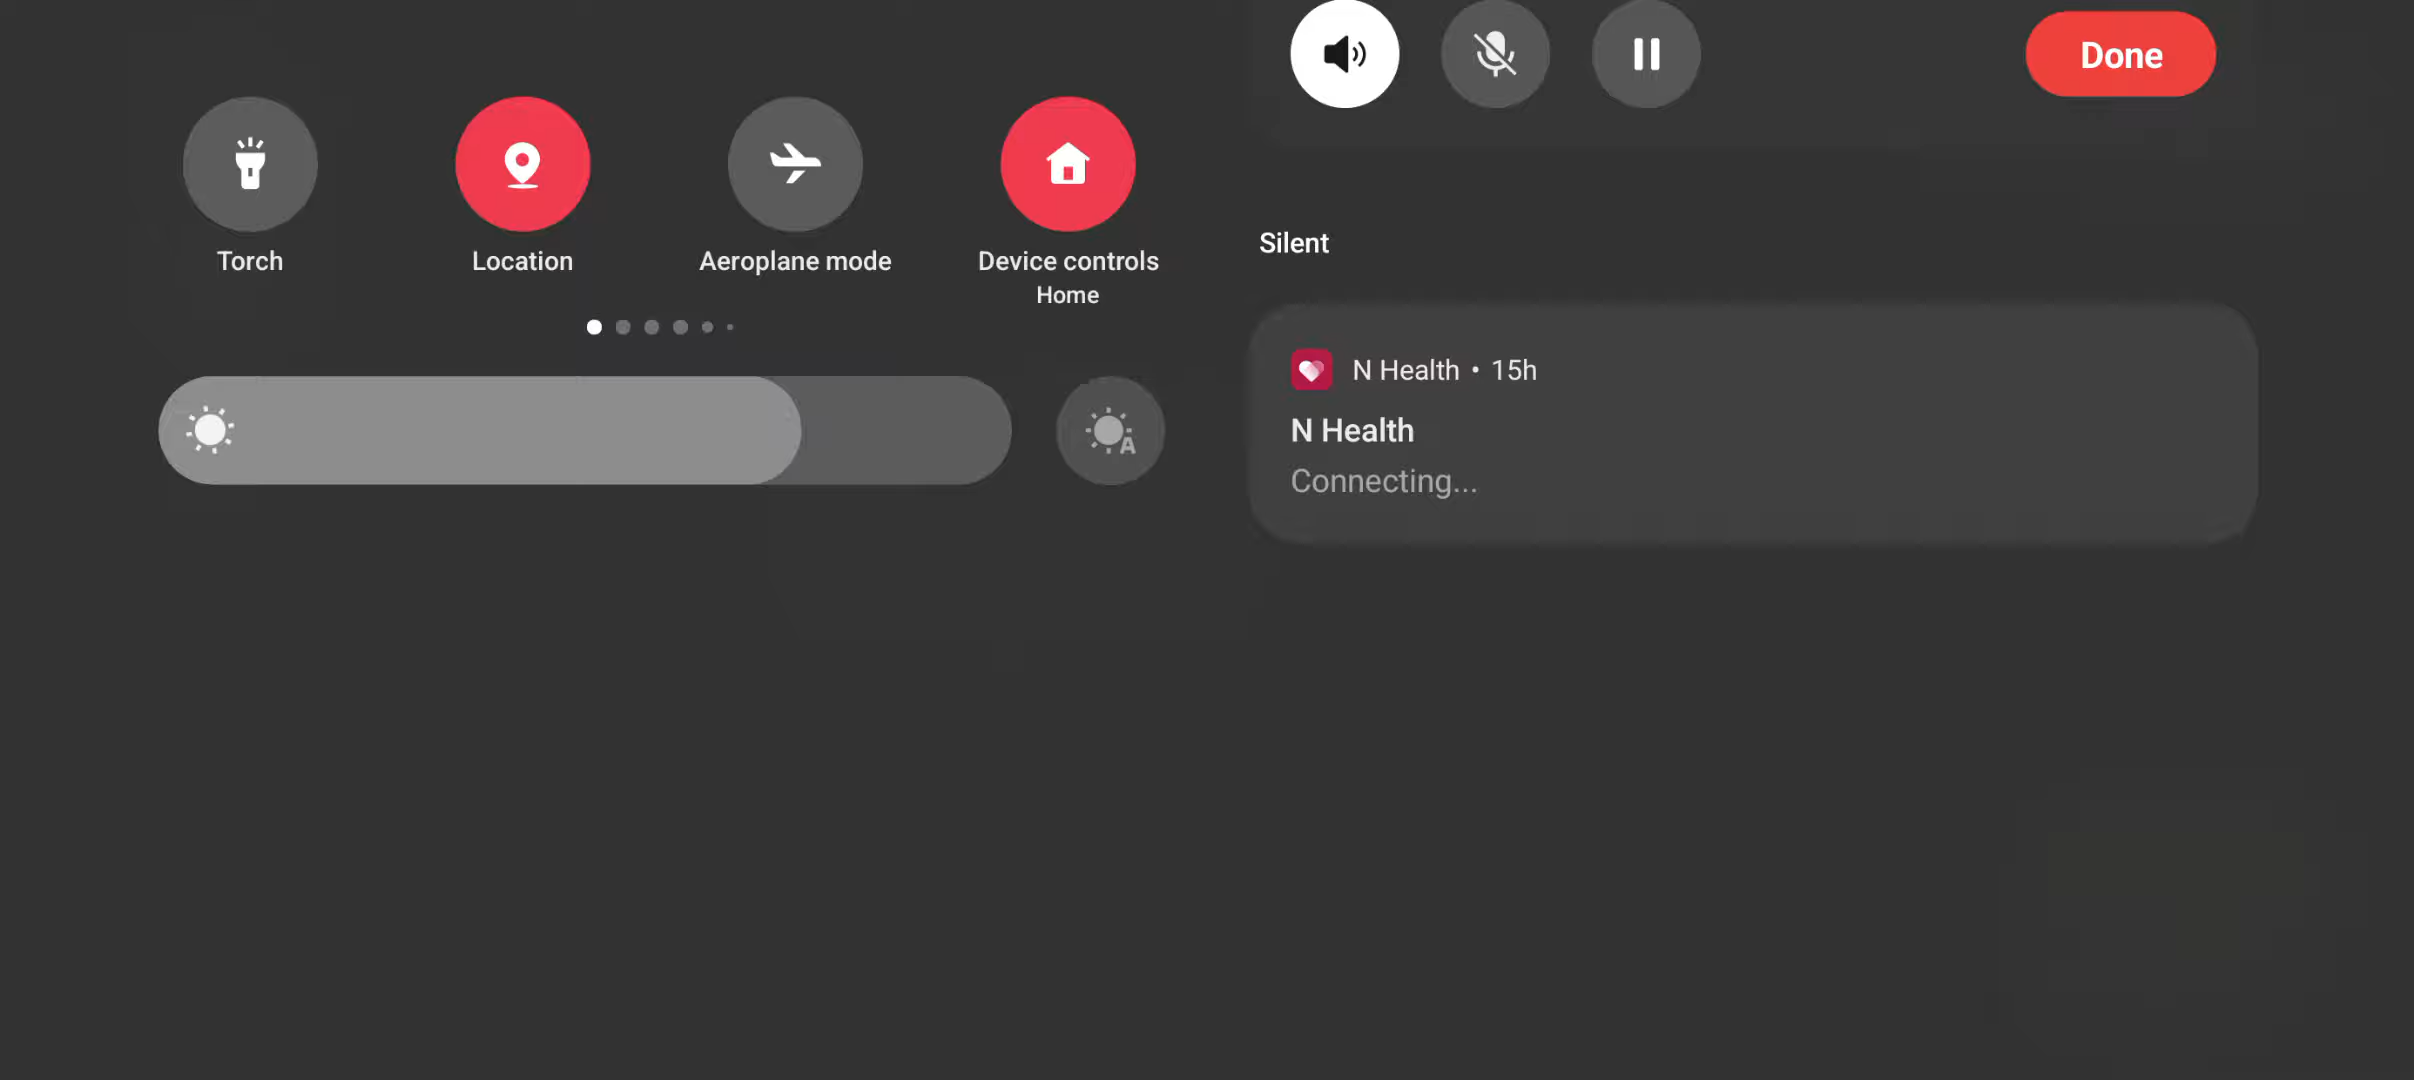 Done
Torch
Location
Aeroplane mode
Device controls
Home
A
Silent
N Health • 15h
N Health
Connecting...